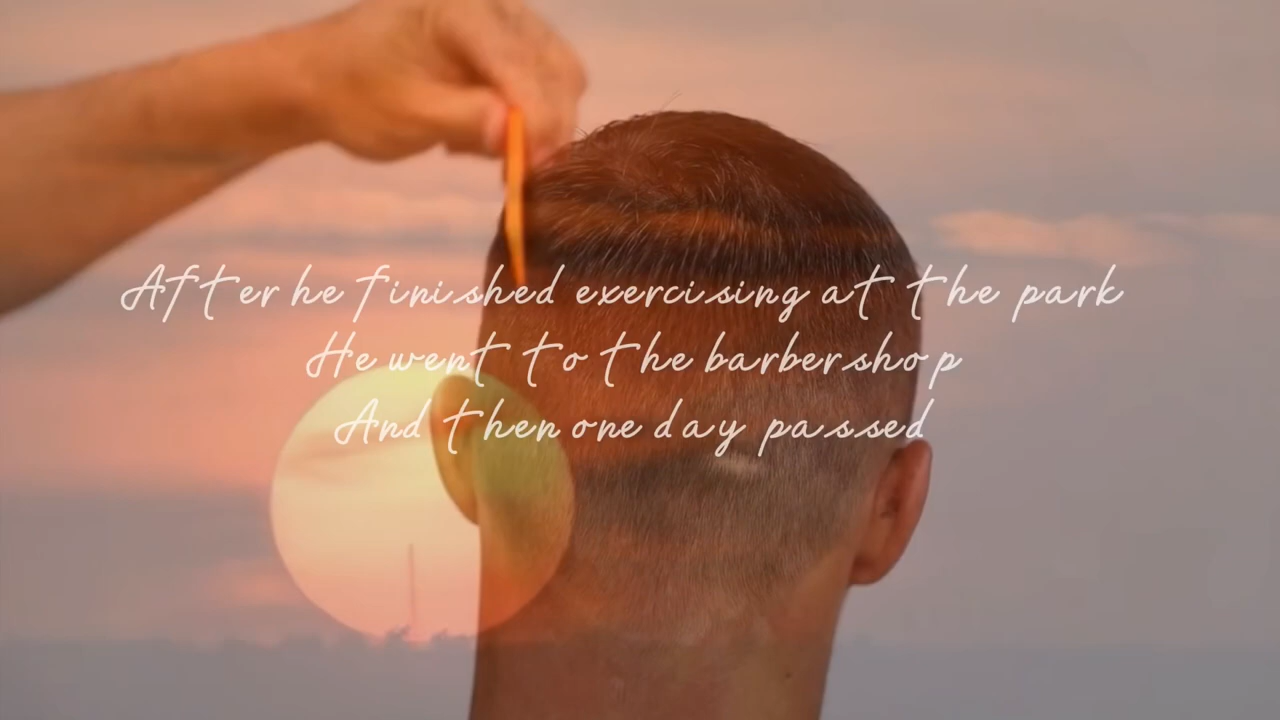 After he finished exercising at the park
He went to the barbershop
And then one day passed